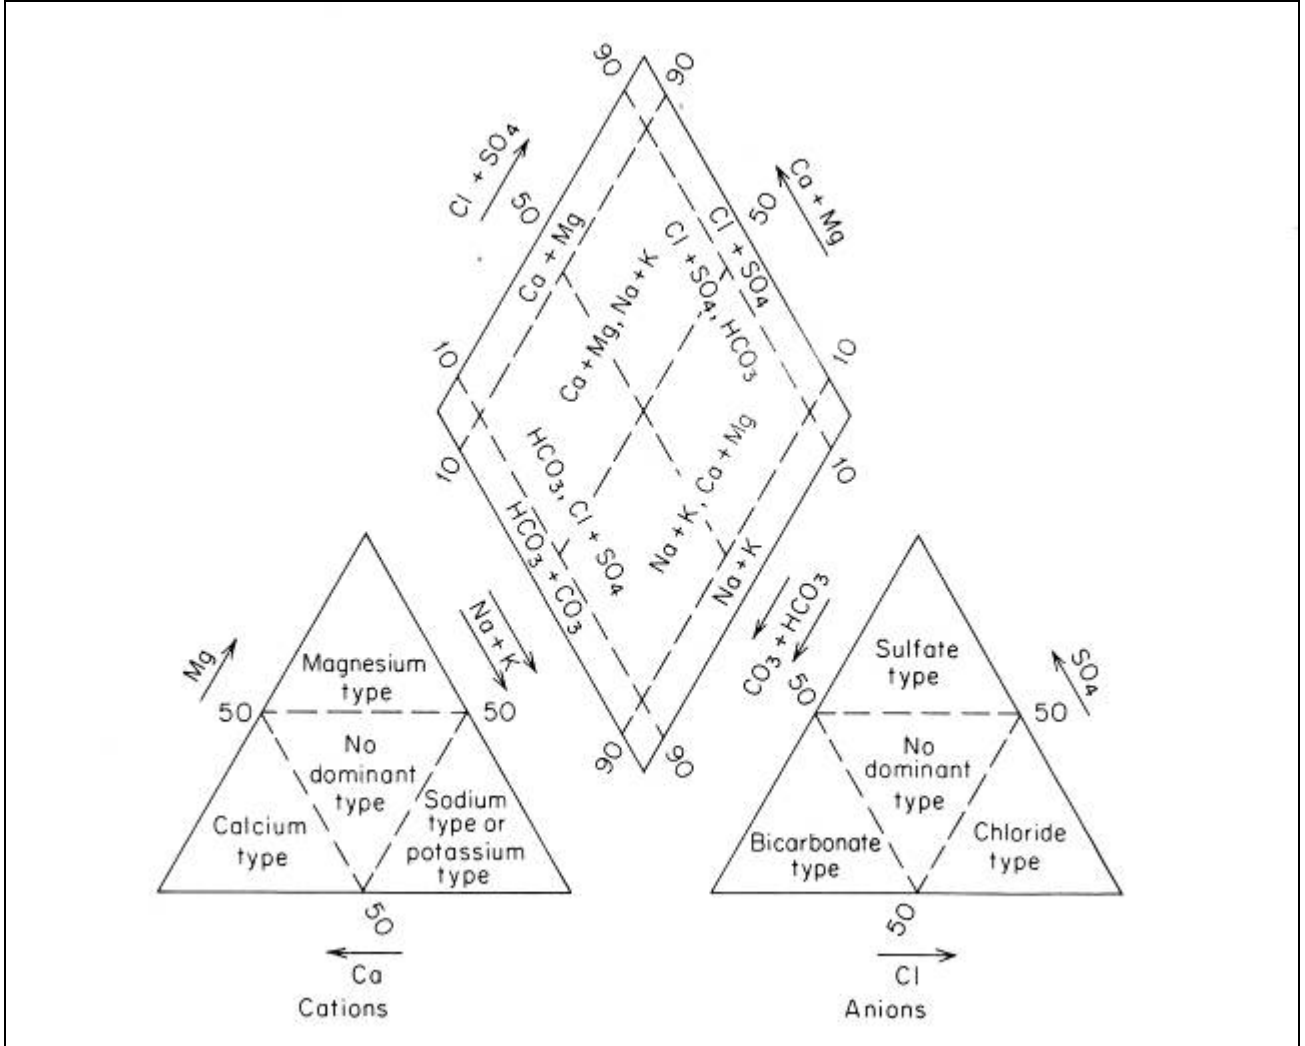 90
90
Cl + SO4
50
Ca + Mg
50
Ca + Mg
Cl + SO4
Ca + Mg, Na + K
Cl + SO4, HCO3
10
10
10
10
HCO3, Cl + SO4
Na + K, Ca + Mg
HCO3 + CO3
Na + K
90
90
Mg
50
Na + K
50
Magnesium
type
No
dominant
type
Calcium
type
Sodium
type or
potassium
type
50
Ca
Cations
CO3 + HCO3
50
SO4
50
Sulfate
type
No
dominant
type
Bicarbonate
type
Chloride
type
50
Cl
Anions